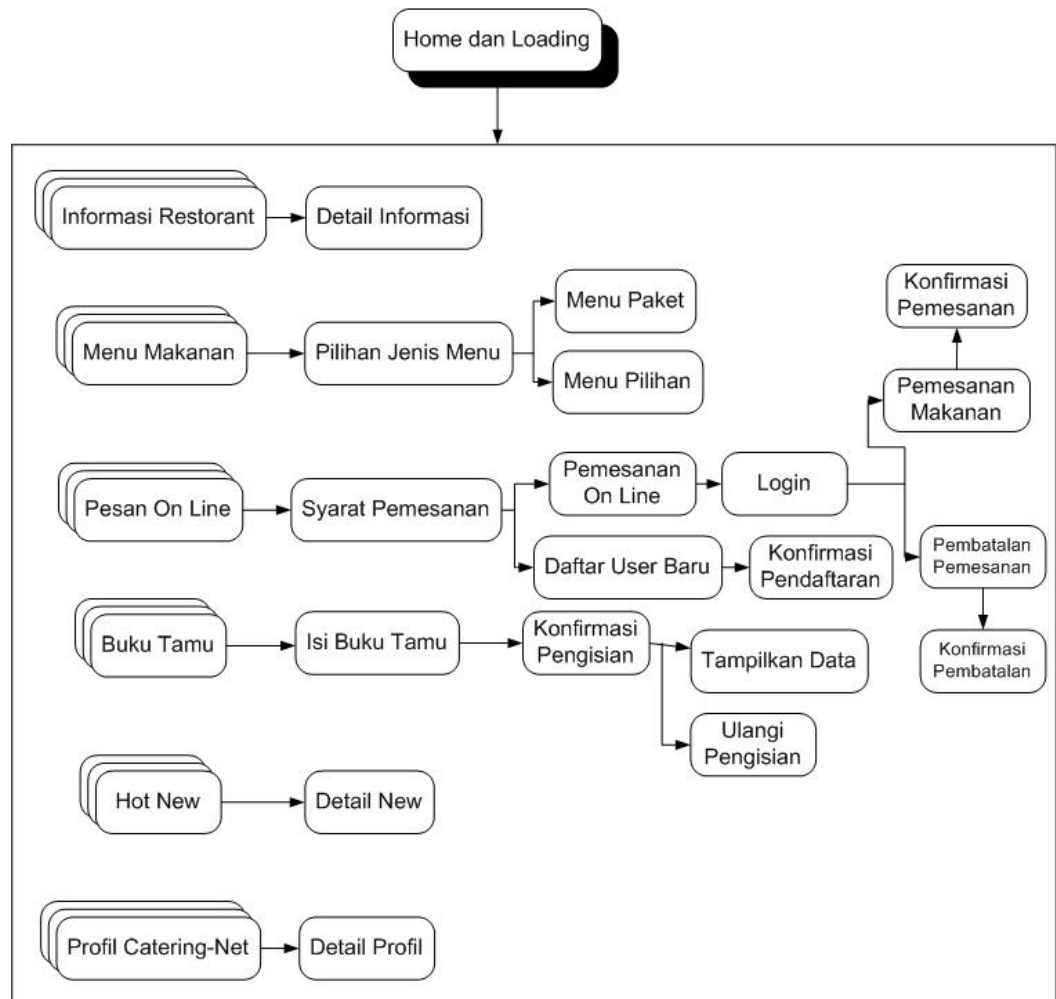 Home dan Loading
Informasi Restorant
Detail Informasi
Menu Makanan
Pilihan Jenis Menu
Menu Paket
Menu Pilihan
Konfirmasi
Pemesanan
Pemesanan
Makanan
Pesan On Line
Syarat Pemesanan
Pemesanan
On Line
Login
Daftar User Baru
Konfirmasi
Pendaftaran
Pembatalan
Pemesanan
Konfirmasi
Pembatalan
Buku Tamu
Isi Buku Tamu
Konfirmasi
Pengisian
Tampilkan Data
Ulangi
Pengisian
Hot New
Detail New
Profil Catering-Net
Detail Profil